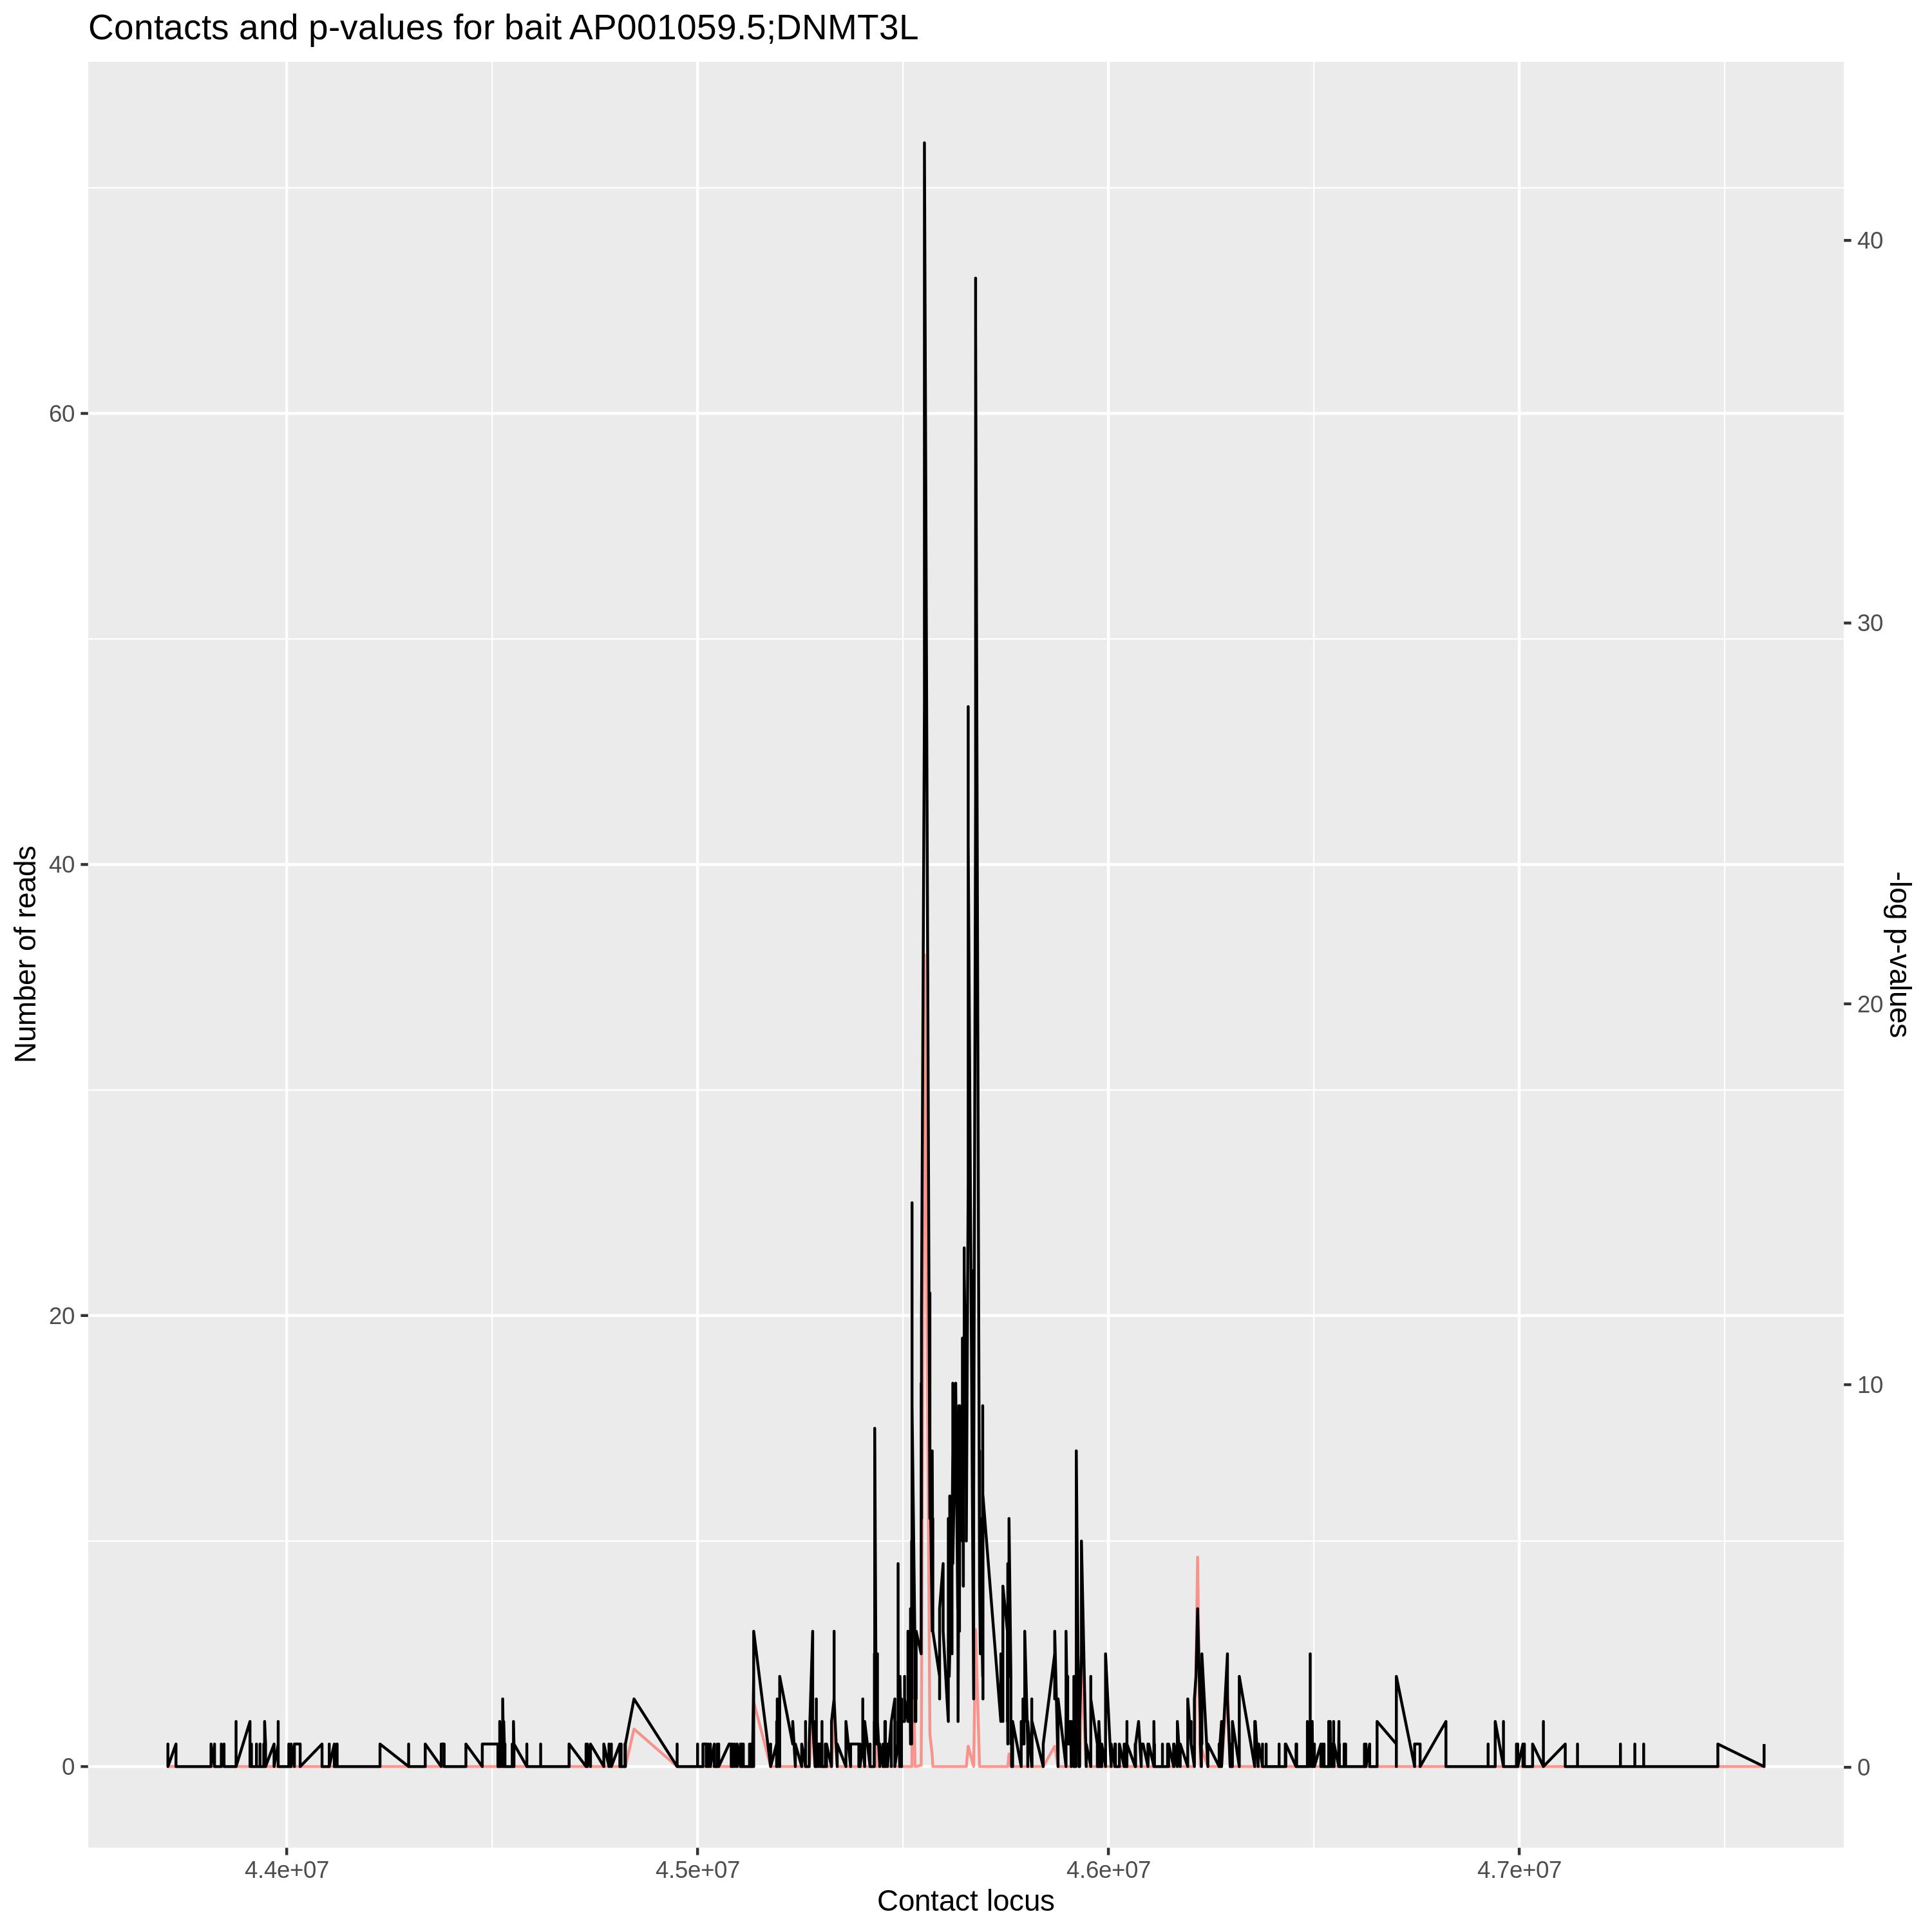 Contacts and p-values for bait AP001059.5;DNMT3L
Number of reads
60
40
20
0
40
30
20
10
0
-log p-values
4.4e+07
4.5e+07
4.6e+07
4.7e+07
Contact locus